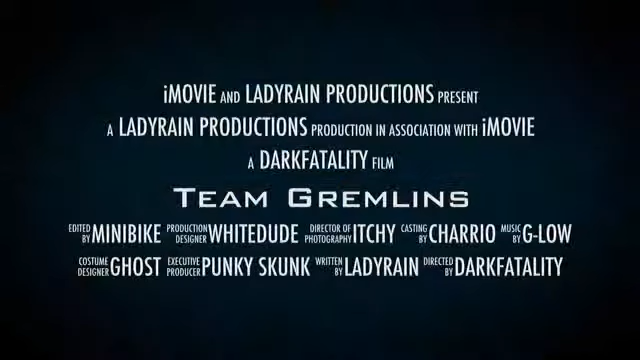 iMOVIE AND LADYRAIN PRODUCTIONS PRESENT
A LADYRAIN PRODUCTIONS PRODUCTION IN ASSOCIATION WITH iMOVIE
A DARKFATALITY FILM
TEAM GREMLINS
EDITED BY MINIBIKE PRODUCTION DESIGNER WHITEDUDE DIRECTOR OF PHOTOGRAPHY ITCHY CASTING BY CHARRIO MUSIC BY G-LOW
COSTUME DESIGNER GHOST EXECUTIVE PRODUCER PUNKY SKUNK WRITTEN BY LADYRAIN DIRECTED BY DARKFATALITY